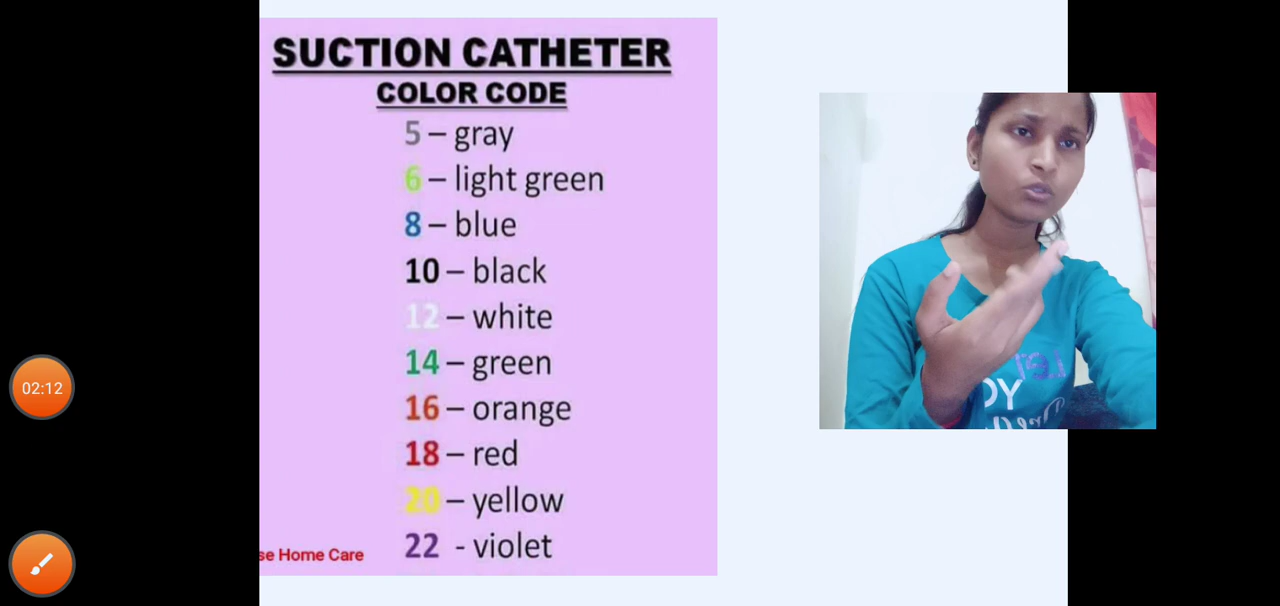 SUCTION CATHETER
COLOR CODE
5 – gray
6 – light green
8 – blue
10 – black
12 – white
14 – green
16 – orange
18 – red
20 – yellow
22 - violet
se Home Care
02:12